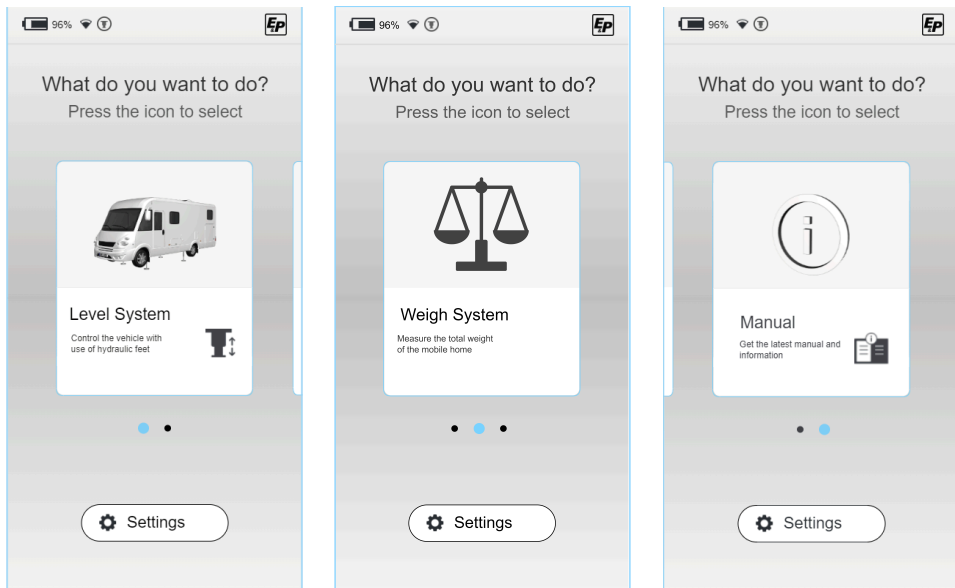 96%
EP
What do you want to do?
Press the icon to select
Level System
Control the vehicle with
use of hydraulic feet
Settings
96%
EP
What do you want to do?
Press the icon to select
Weigh System
Measure the total weight
of the mobile home
Settings
96%
EP
What do you want to do?
Press the icon to select
i
Manual
Get the latest manual and
information
i
Settings